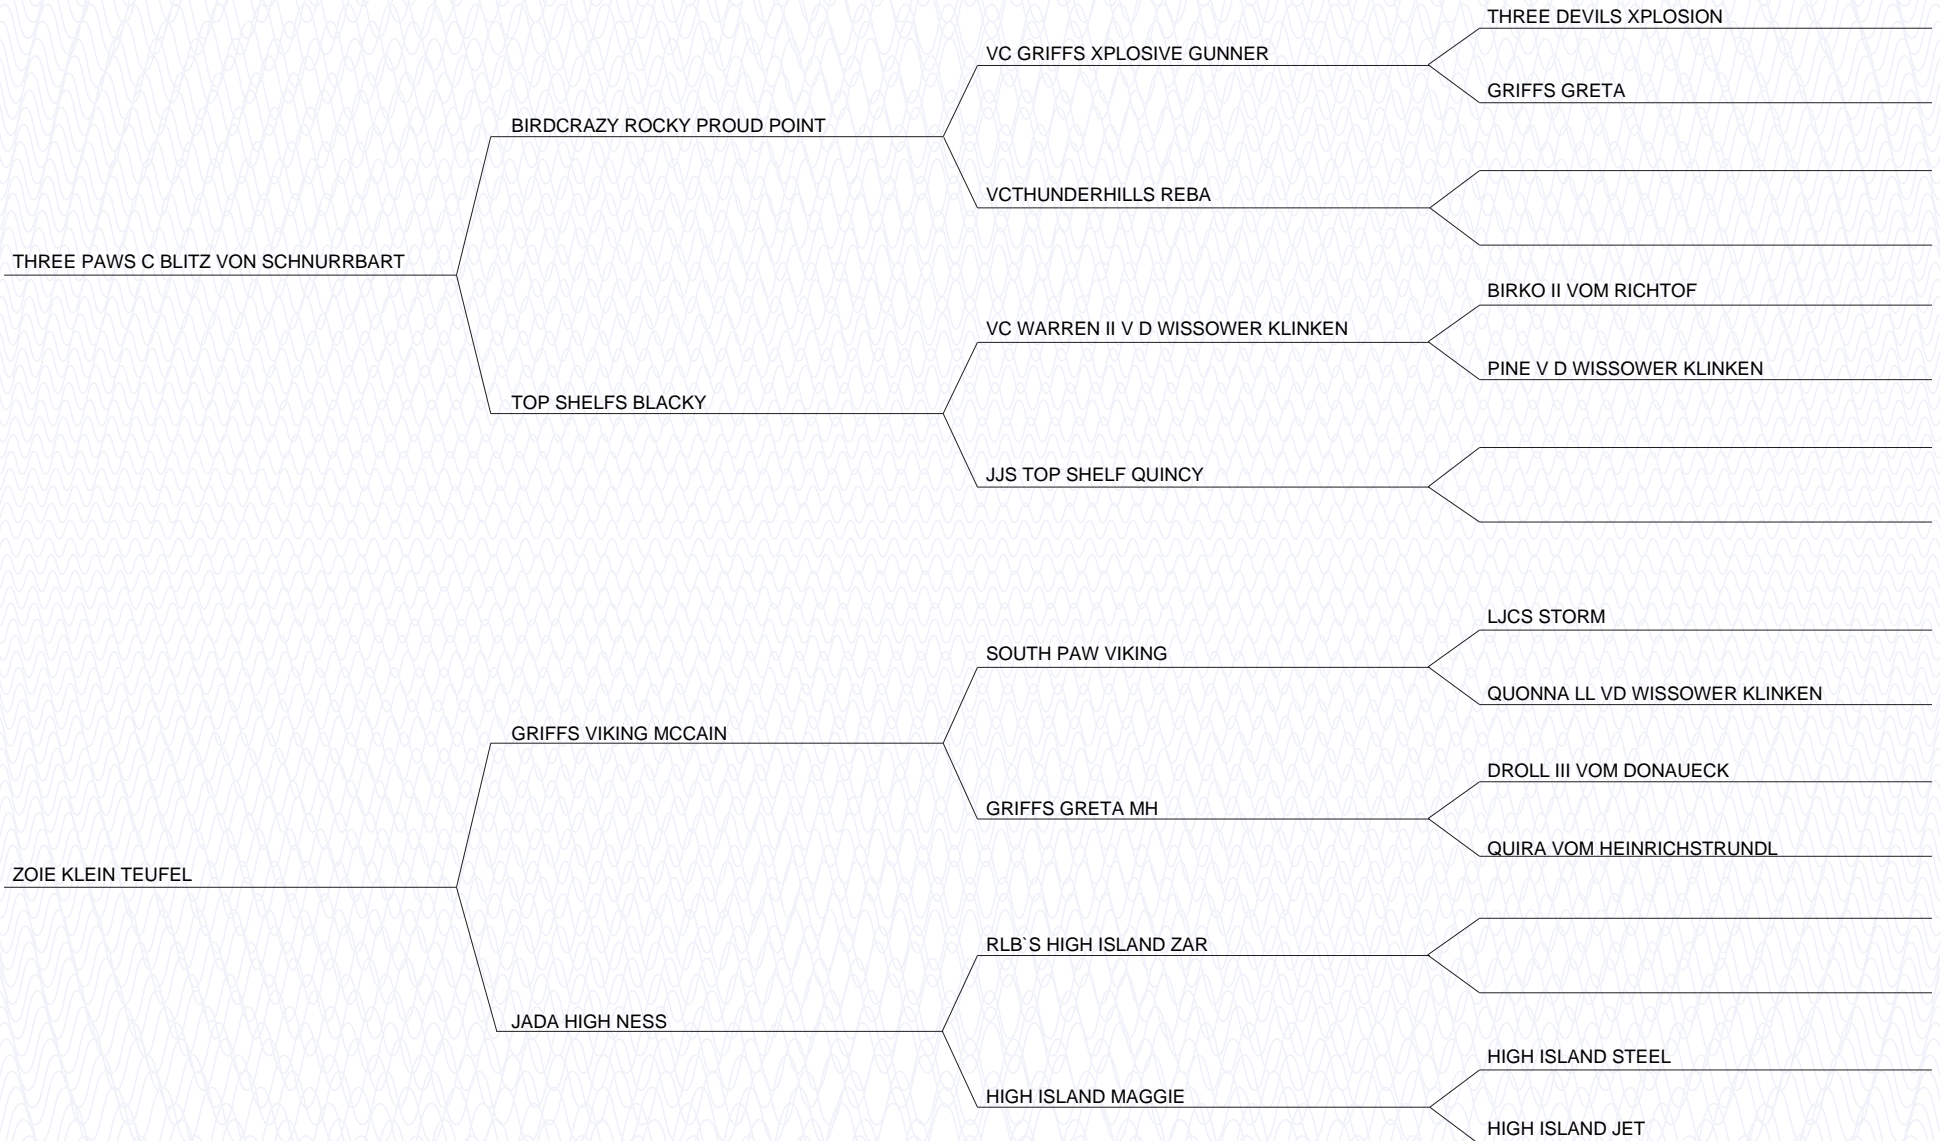 THREE DEVILS XPLOSION
VC GRIFFS XPLOSIVE GUNNER
GRIFFS GRETA
BIRDCRAZY ROCKY PROUD POINT
VCTHUNDERHILLS REBA
THREE PAWS C BLITZ VON SCHNURRBART
BIRKO II VOM RICHTOF
VC WARREN II V D WISSOWER KLINKEN
PINE V D WISSOWER KLINKEN
TOP SHELFS BLACKY
JJS TOP SHELF QUINCY
LJCS STORM
SOUTH PAW VIKING
QUONNA LL VD WISSOWER KLINKEN
GRIFFS VIKING MCCAIN
DROLL III VOM DONAUECK
GRIFFS GRETA MH
QUIRA VOM HEINRICHSTRUNDL
ZOIE KLEIN TEUFEL
RLB`S HIGH ISLAND ZAR
JADA HIGH NESS
HIGH ISLAND STEEL
HIGH ISLAND MAGGIE
HIGH ISLAND JET